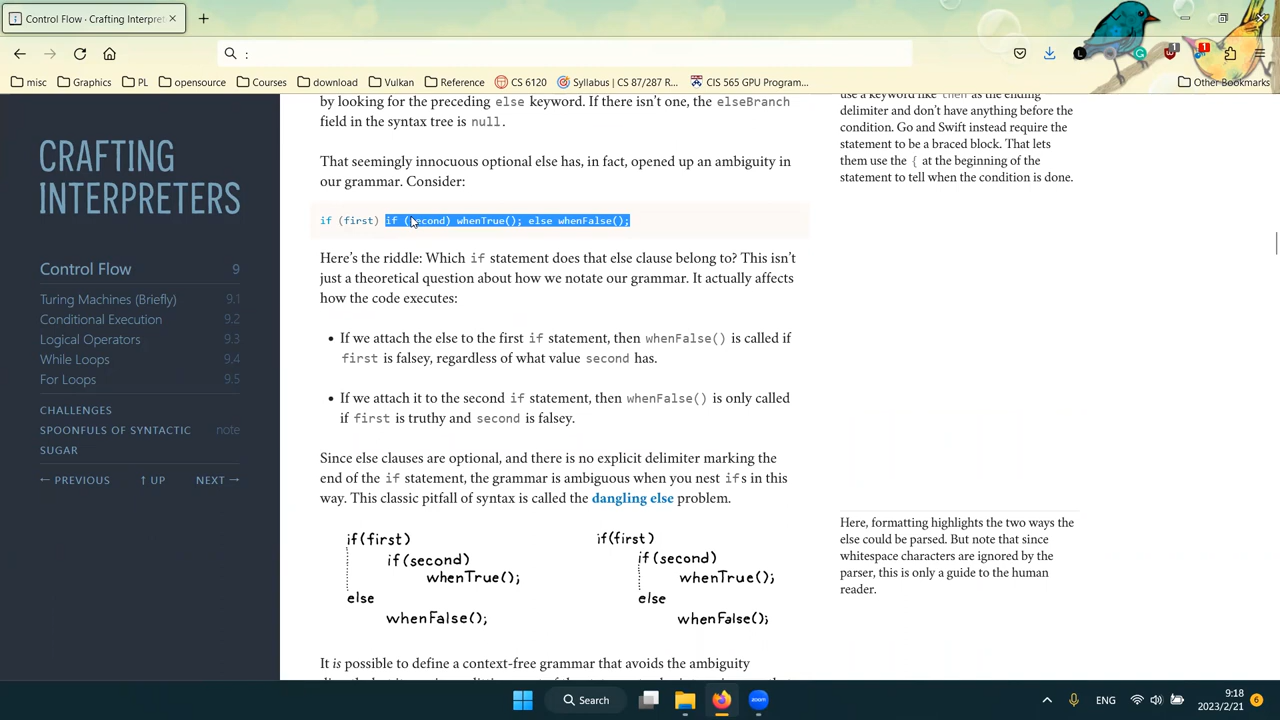 Control Flow · Crafting Interpret
:
misc
Graphics
PL
opensource
Courses
download
Vulkan
Reference
CS 6120
Syllabus | CS 87/287 R...
CIS 565 GPU Program...
Other Bookmarks
1
1
CRAFTING
INTERPRETERS
Control Flow 9
Turing Machines (Briefly) 9.1
Conditional Execution 9.2
Logical Operators 9.3
While Loops 9.4
For Loops 9.5
CHALLENGES
SPOONFULS OF SYNTACTIC note
SUGAR
← PREVIOUS ↑ UP NEXT →
by looking for the preceding else keyword. If there isn't one, the elseBranch
field in the syntax tree is null.
That seemingly innocuous optional else has, in fact, opened up an ambiguity in
our grammar. Consider:
if (first) if (second) whenTrue(); else whenFalse();
Here's the riddle: Which if statement does that else clause belong to? This isn't
just a theoretical question about how we notate our grammar. It actually affects
how the code executes:
• If we attach the else to the first if statement, then whenFalse() is called if
first is falsey, regardless of what value second has.
• If we attach it to the second if statement, then whenFalse() is only called
if first is truthy and second is falsey.
Since else clauses are optional, and there is no explicit delimiter marking the
end of the if statement, the grammar is ambiguous when you nest ifs in this
way. This classic pitfall of syntax is called the dangling else problem.
if(first)
if(second)
whenTrue();
else
whenFalse();
if(first)
if(second)
whenTrue();
else
whenFalse();
It is possible to define a context-free grammar that avoids the ambiguity
use a keyword like then as the ending
delimiter and don't have anything before the
condition. Go and Swift instead require the
statement to be a braced block. That lets
them use the { at the beginning of the
statement to tell when the condition is done.
Here, formatting highlights the two ways the
else could be parsed. But note that since
whitespace characters are ignored by the
parser, this is only a guide to the human
reader.
Search
zoom
ENG
9:18
2023/2/21
6